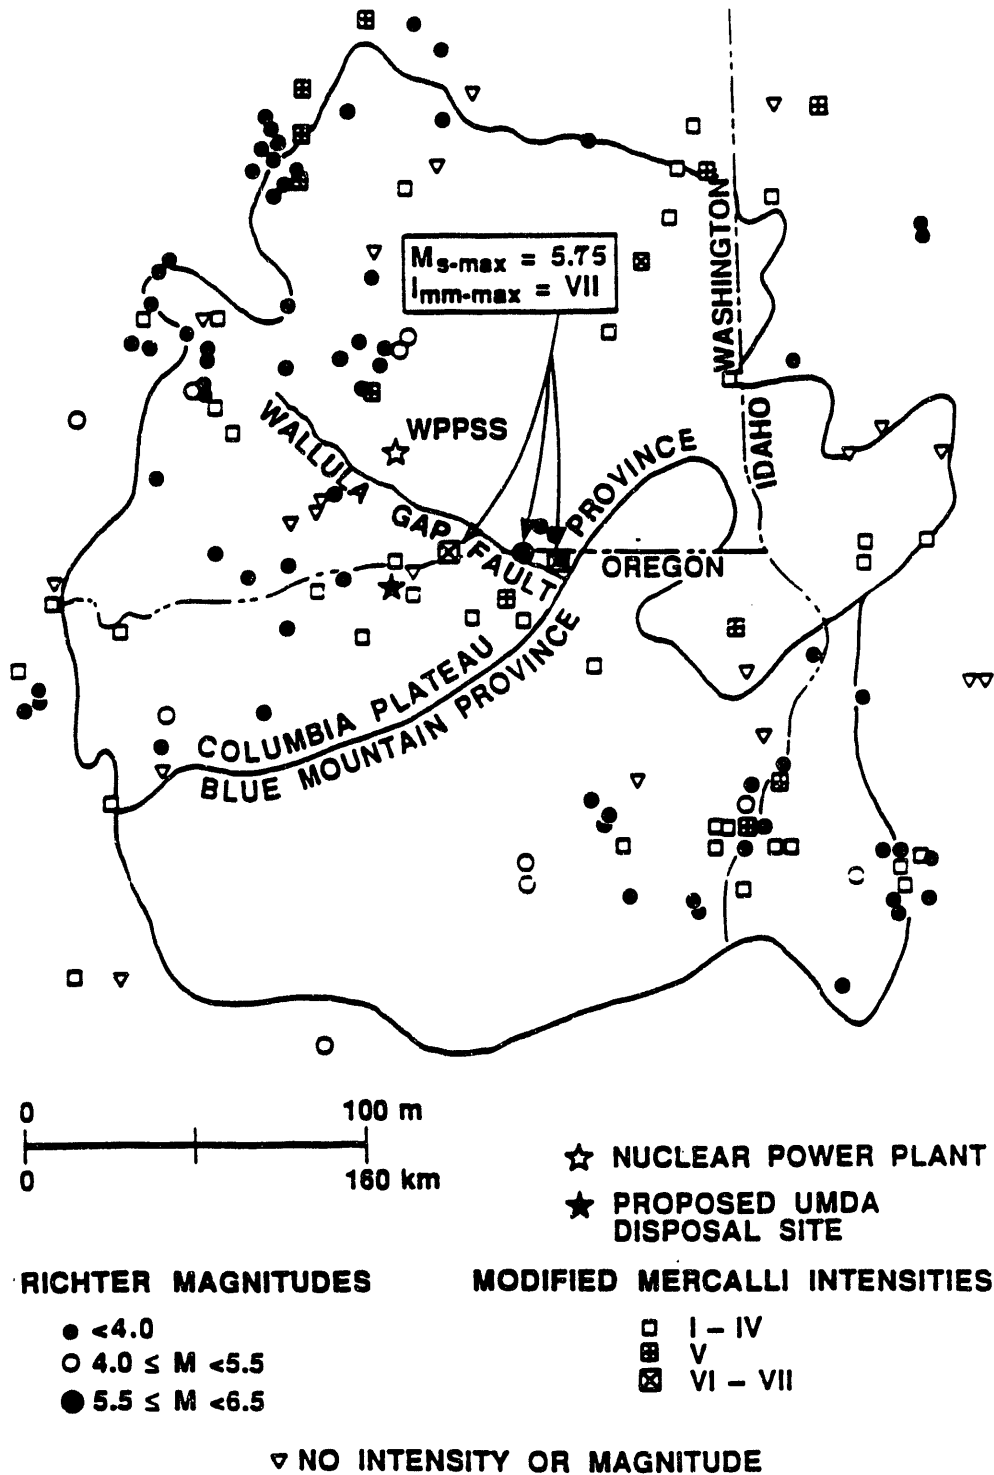 M s-max = 5.75
I mm-max = VII
WASHINGTON
IDAHO
WPPSS
WALLULA GAP FAULT
PROVINCE
OREGON
COLUMBIA PLATEAU
BLUE MOUNTAIN PROVINCE
0 100 m
0 160 km
NUCLEAR POWER PLANT
PROPOSED UMDA
DISPOSAL SITE
RICHTER MAGNITUDES
<4.0
4.0 ≤ M <5.5
5.5 ≤ M <6.5
MODIFIED MERCALLI INTENSITIES
I – IV
V
VI – VII
NO INTENSITY OR MAGNITUDE